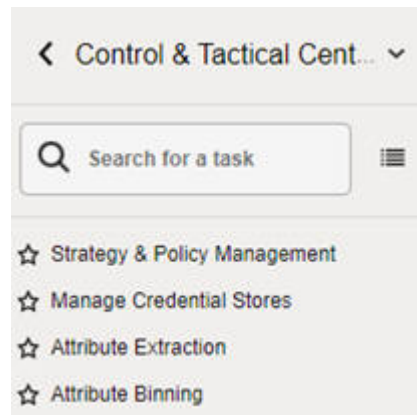 Control & Tactical Cent...
Search for a task
Strategy & Policy Management
Manage Credential Stores
Attribute Extraction
Attribute Binning